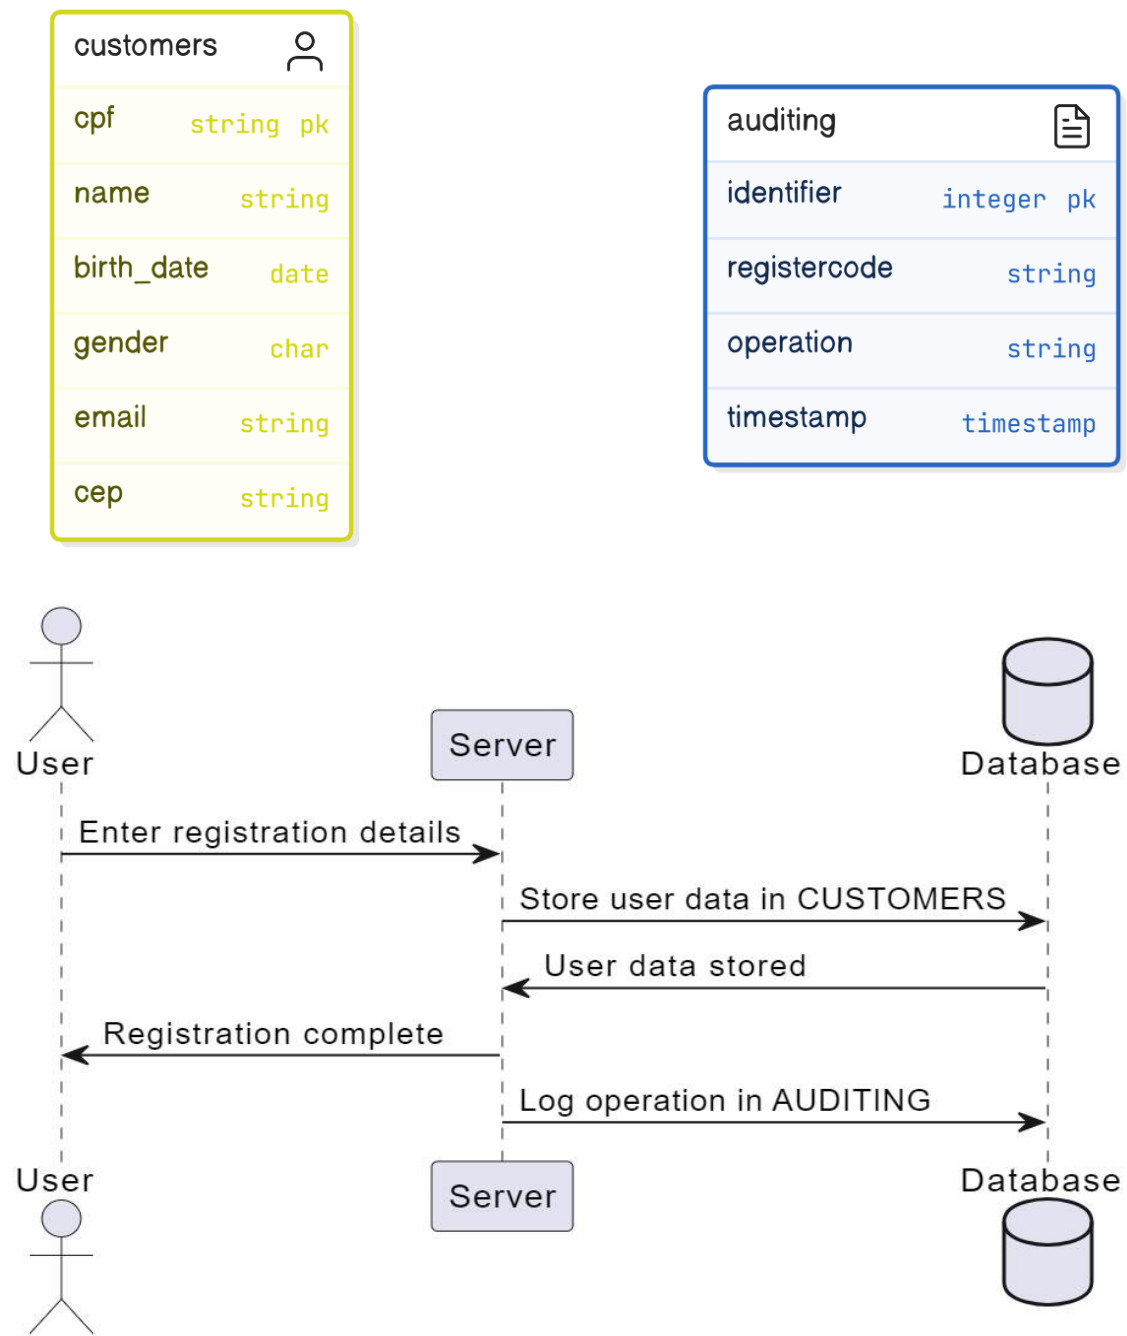 customers
cpf string pk
name string
birth_date date
gender char
email string
cep string
auditing
identifier integer pk
registercode string
operation string
timestamp timestamp
User
Server
Database
Enter registration details
Store user data in CUSTOMERS
User data stored
Registration complete
Log operation in AUDITING
User
Server
Database